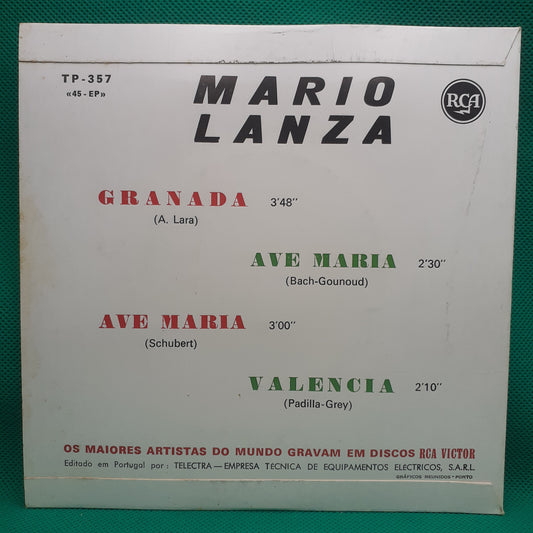 TP-357
«45-EP»
MARIO
LANZA
RCA
GRANADA 3'48''
(A. Lara)
AVE MARIA 2'30''
(Bach-Gounoud)
AVE MARIA 3'00''
(Schubert)
VALENCIA 2'10''
(Padilla-Grey)
OS MAIORES ARTISTAS DO MUNDO GRAVAM EM DISCOS RCA VICTOR
Editado em Portugal por: TELECTRA—EMPRESA TECNICA DE EQUIPAMENTOS ELECTRICOS, S.A.R.L.
GRÁFICOS REUNIDOS-PORTO